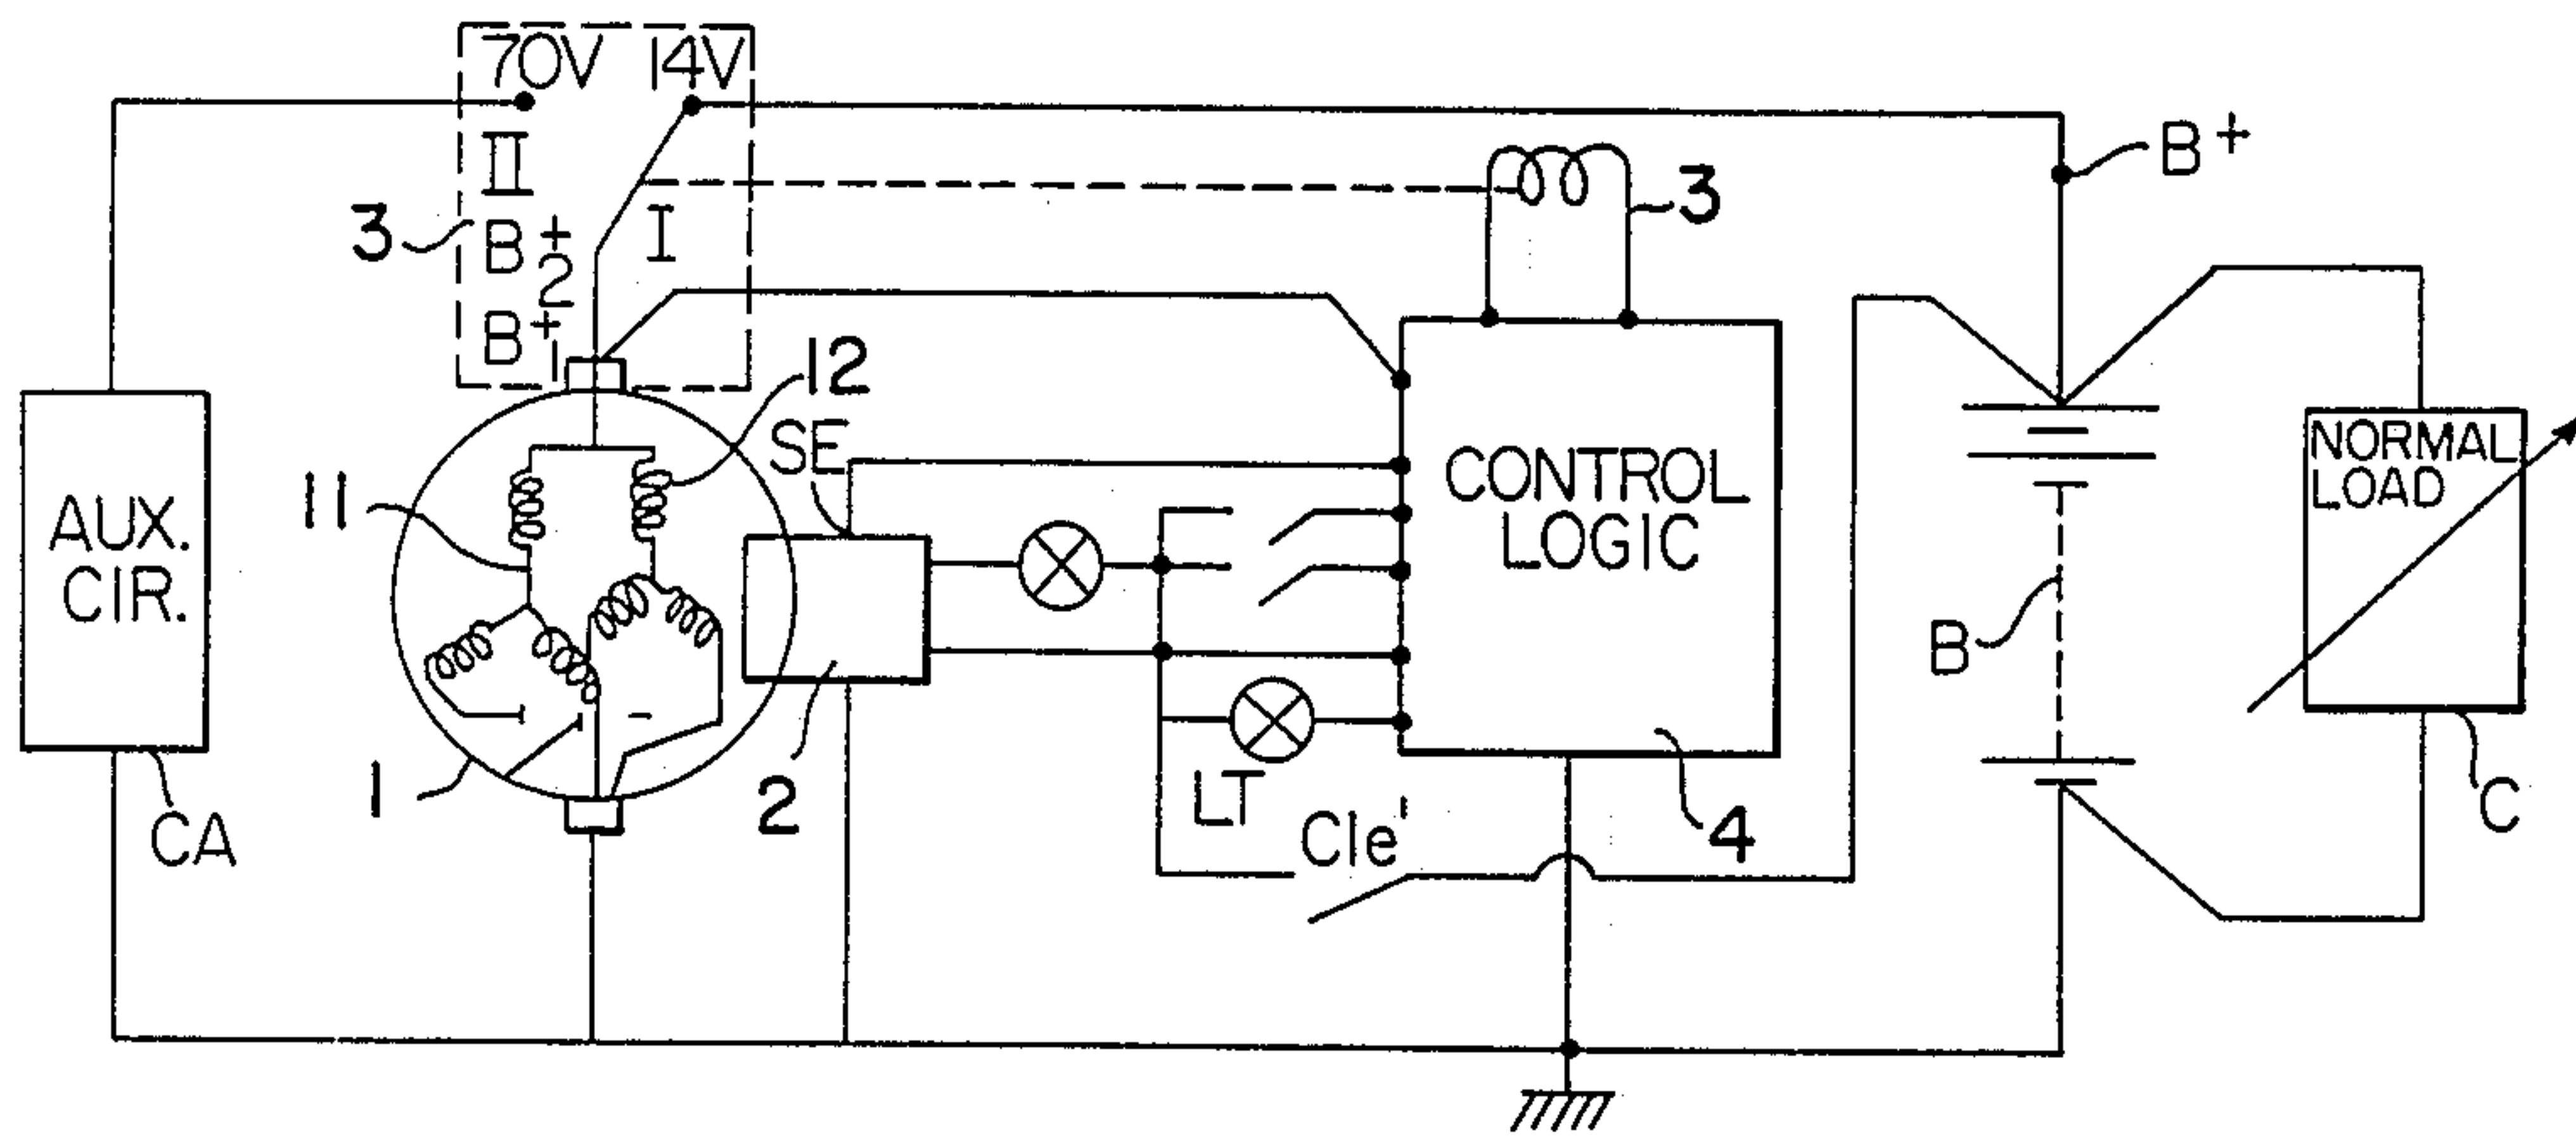 70V 14V
II
3
B+2
I
B+1
3
B+
12
SE
11
AUX.
CIR.
CONTROL
LOGIC
NORMAL
LOAD
B
1
2
LT
Cle'
4
CA
C